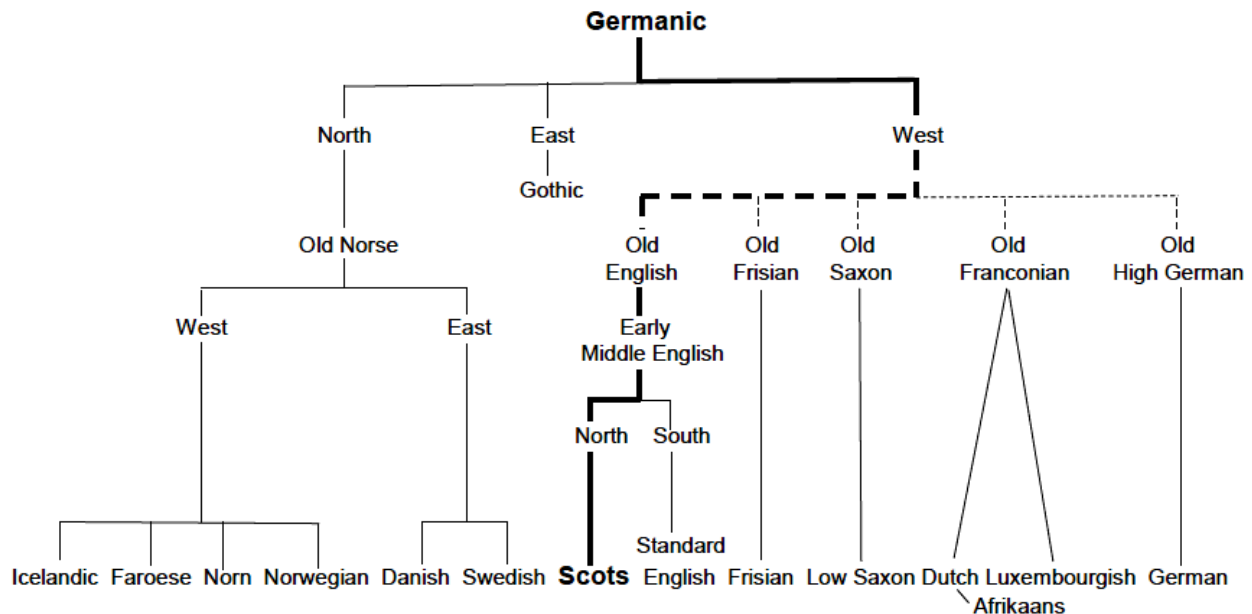 Germanic
North East West
Gothic
Old Norse Old Old Old Old Old
English Frisian Saxon Franconian High German
West East Early
Middle English
North South
Standard
Icelandic Faroese Norn Norwegian Danish Swedish Scots English Frisian Low Saxon Dutch Luxembourgish German
Afrikaans